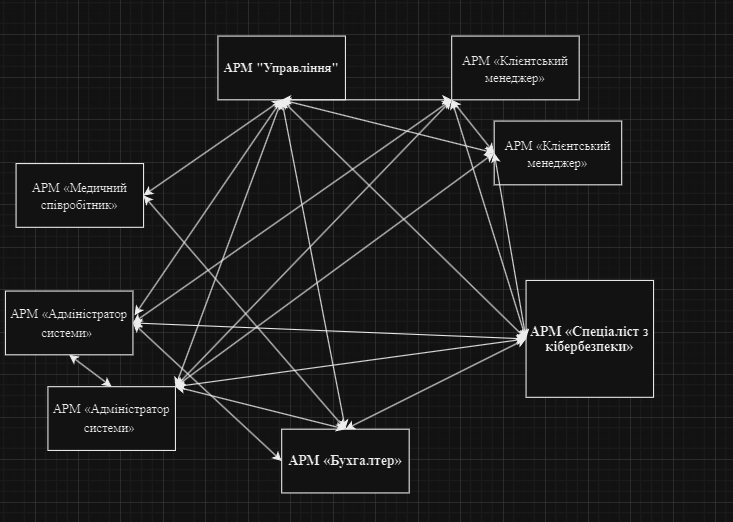 АРМ "Управління"
АРМ «Клієнтський
менеджер»
АРМ «Клієнтський
менеджер»
АРМ «Медичний
співробітник»
АРМ «Адміністратор
системи»
АРМ «Спеціаліст з
кібербезпеки»
АРМ «Адміністратор
системи»
АРМ «Бухгалтер»